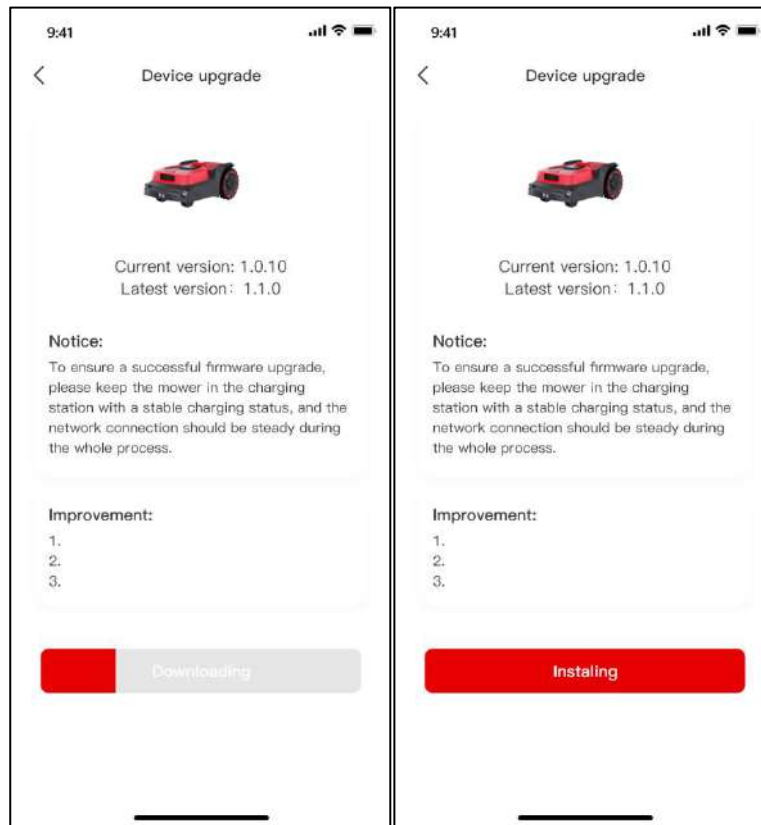 9:41
Device upgrade
Current version: 1.0.10
Latest version: 1.1.0
Notice:
To ensure a successful firmware upgrade,
please keep the mower in the charging
station with a stable charging status, and the
network connection should be steady during
the whole process.
Improvement:
1.
2.
3.
Downloading
9:41
Device upgrade
Current version: 1.0.10
Latest version: 1.1.0
Notice:
To ensure a successful firmware upgrade,
please keep the mower in the charging
station with a stable charging status, and the
network connection should be steady during
the whole process.
Improvement:
1.
2.
3.
Instaling